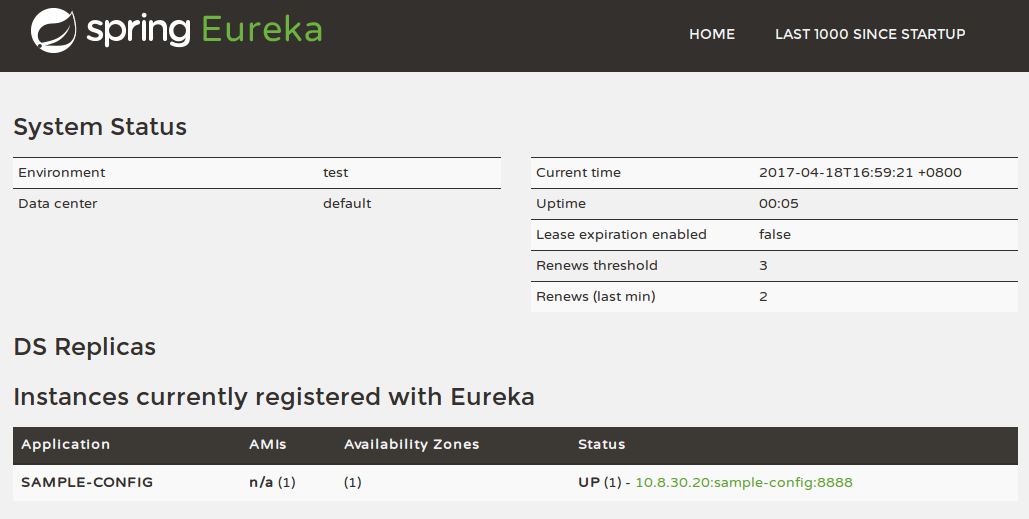 spring Eureka
HOME LAST 1000 SINCE STARTUP
System Status
Environment test
Data center default
Current time 2017-04-18T16:59:21 +0800
Uptime 00:05
Lease expiration enabled false
Renews threshold 3
Renews (last min) 2
DS Replicas
Instances currently registered with Eureka
Application AMIs Availability Zones Status
SAMPLE-CONFIG n/a (1) (1) UP (1) - 10.8.30.20:sample-config:8888